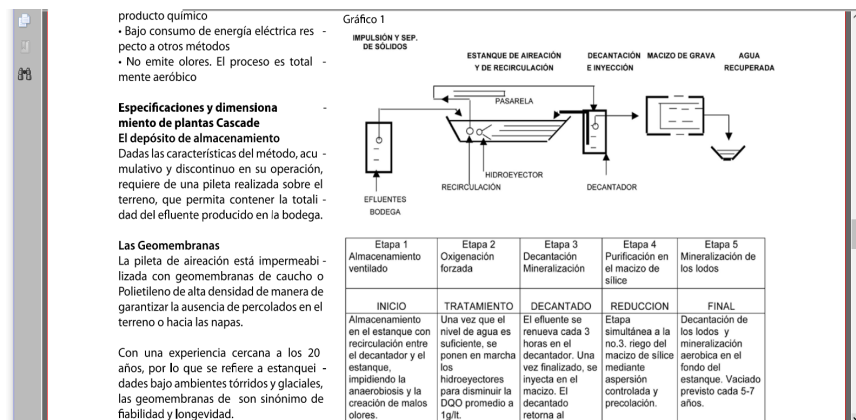 producto químico
• Bajo consumo de energía eléctrica res -
pecto a otros métodos
• No emite olores. El proceso es total -
mente aeróbico
Especificaciones y dimensiona -
miento de plantas Cascade
El depósito de almacenamiento
Dadas las características del método, acu -
mulativo y discontinuo en su operación,
requiere de una pileta realizada sobre el
terreno, que permita contener la totali -
dad del efluente producido en la bodega.
Las Geomembranas
La pileta de aireación está impermeabi -
lizada con geomembranas de caucho o
Polietileno de alta densidad de manera de
garantizar la ausencia de percolados en el
terreno o hacia las napas.
Con una experiencia cercana a los 20
años, por lo que se refiere a estanquei -
dades bajo ambientes tórridos y glaciales,
las geomembranas de son sinónimo de
fiabilidad y longevidad.
Gráfico 1
IMPULSIÓN Y SEP.
DE SÓLIDOS
ESTANQUE DE AIREACIÓN
Y DE RECIRCULACIÓN
DECANTACIÓN
E INYECCIÓN
MACIZO DE GRAVA
AGUA
RECUPERADA
PASARELA
HIDROEYECTOR
RECIRCULACIÓN
DECANTADOR
EFLUENTES
BODEGA
Etapa 1
Almacenamiento
ventilado
Etapa 2
Oxigenación
forzada
Etapa 3
Decantación
Mineralización
Etapa 4
Purificación en
el macizo de
sílice
Etapa 5
Mineralización de
los lodos
INICIO
TRATAMIENTO
DECANTADO
REDUCCION
FINAL
Almacenamiento
en el estanque con
recirculación entre
el decantador y el
estanque,
impidiendo la
anaerobiosis y la
creación de malos
olores.
Una vez que el
nivel de agua es
suficiente, se
ponen en marcha
los
hidroeyectores
para disminuir la
DQO promedio a
1g/lt.
El efluente se
renueva cada 3
horas en el
decantador. Una
vez finalizado, se
inyecta en el
macizo. El
decantado
retorna al
Etapa
simultánea a la
no.3. riego del
macizo de sílice
mediante
aspersión
controlada y
precolación.
Decantación de
los lodos y
mineralización
aerobica en el
fondo del
estanque. Vaciado
previsto cada 5-7
años.